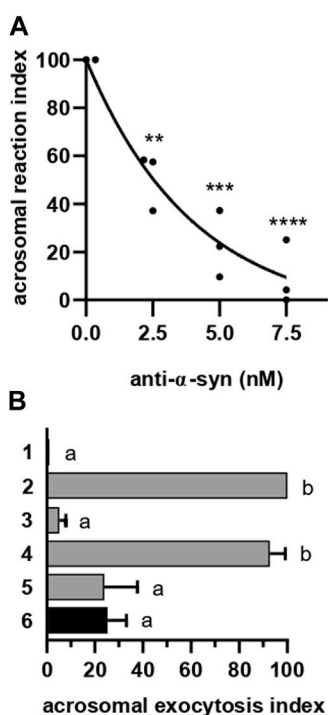 A
acrosomal reaction index
100
80
60
40
20
0
**
***
****
0.0 2.5 5.0 7.5
anti-α-syn (nM)
B
1 a
2 b
3 a
4 b
5 a
6 a
0 20 40 60 80 100
acrosomal exocytosis index